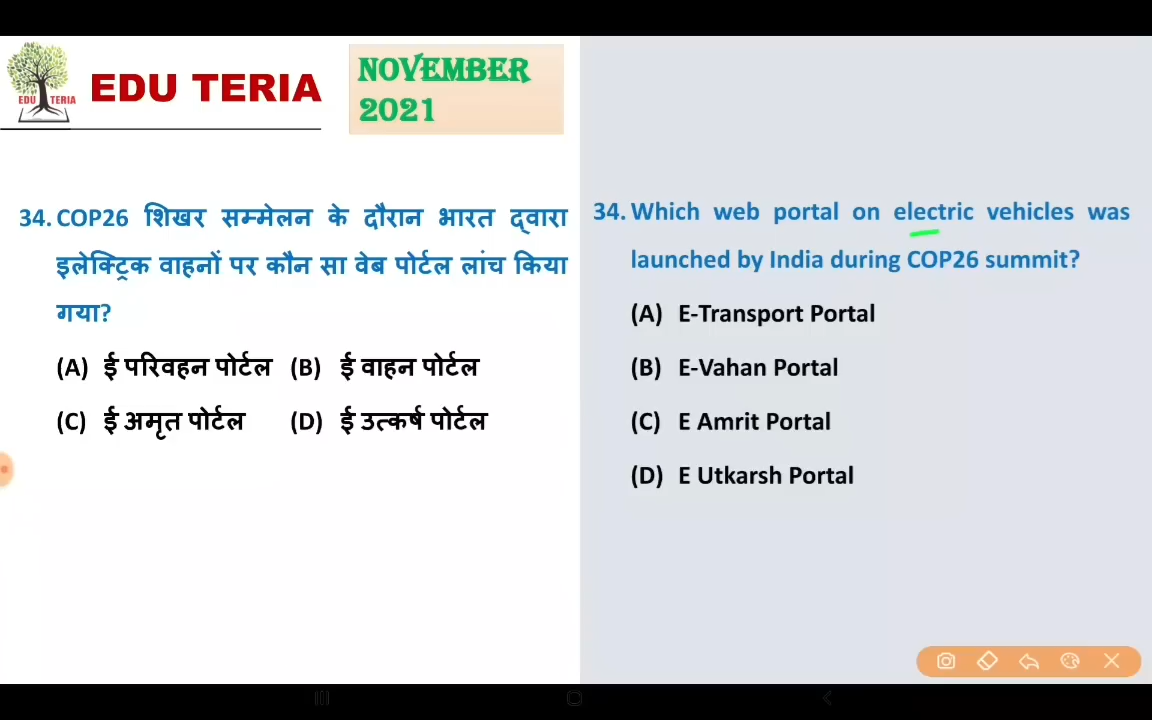 EDU TERIA
EDU TERIA
NOVEMBER
2021
34. COP26 शिखर सम्मेलन के दौरान भारत द्वारा
इलेक्ट्रिक वाहनों पर कौन सा वेब पोर्टल लांच किया
गया?
(A) ई परिवहन पोर्टल (B) ई वाहन पोर्टल
(C) ई अमृत पोर्टल (D) ई उत्कर्ष पोर्टल
34. Which web portal on electric vehicles was
launched by India during COP26 summit?
(A) E-Transport Portal
(B) E-Vahan Portal
(C) E Amrit Portal
(D) E Utkarsh Portal